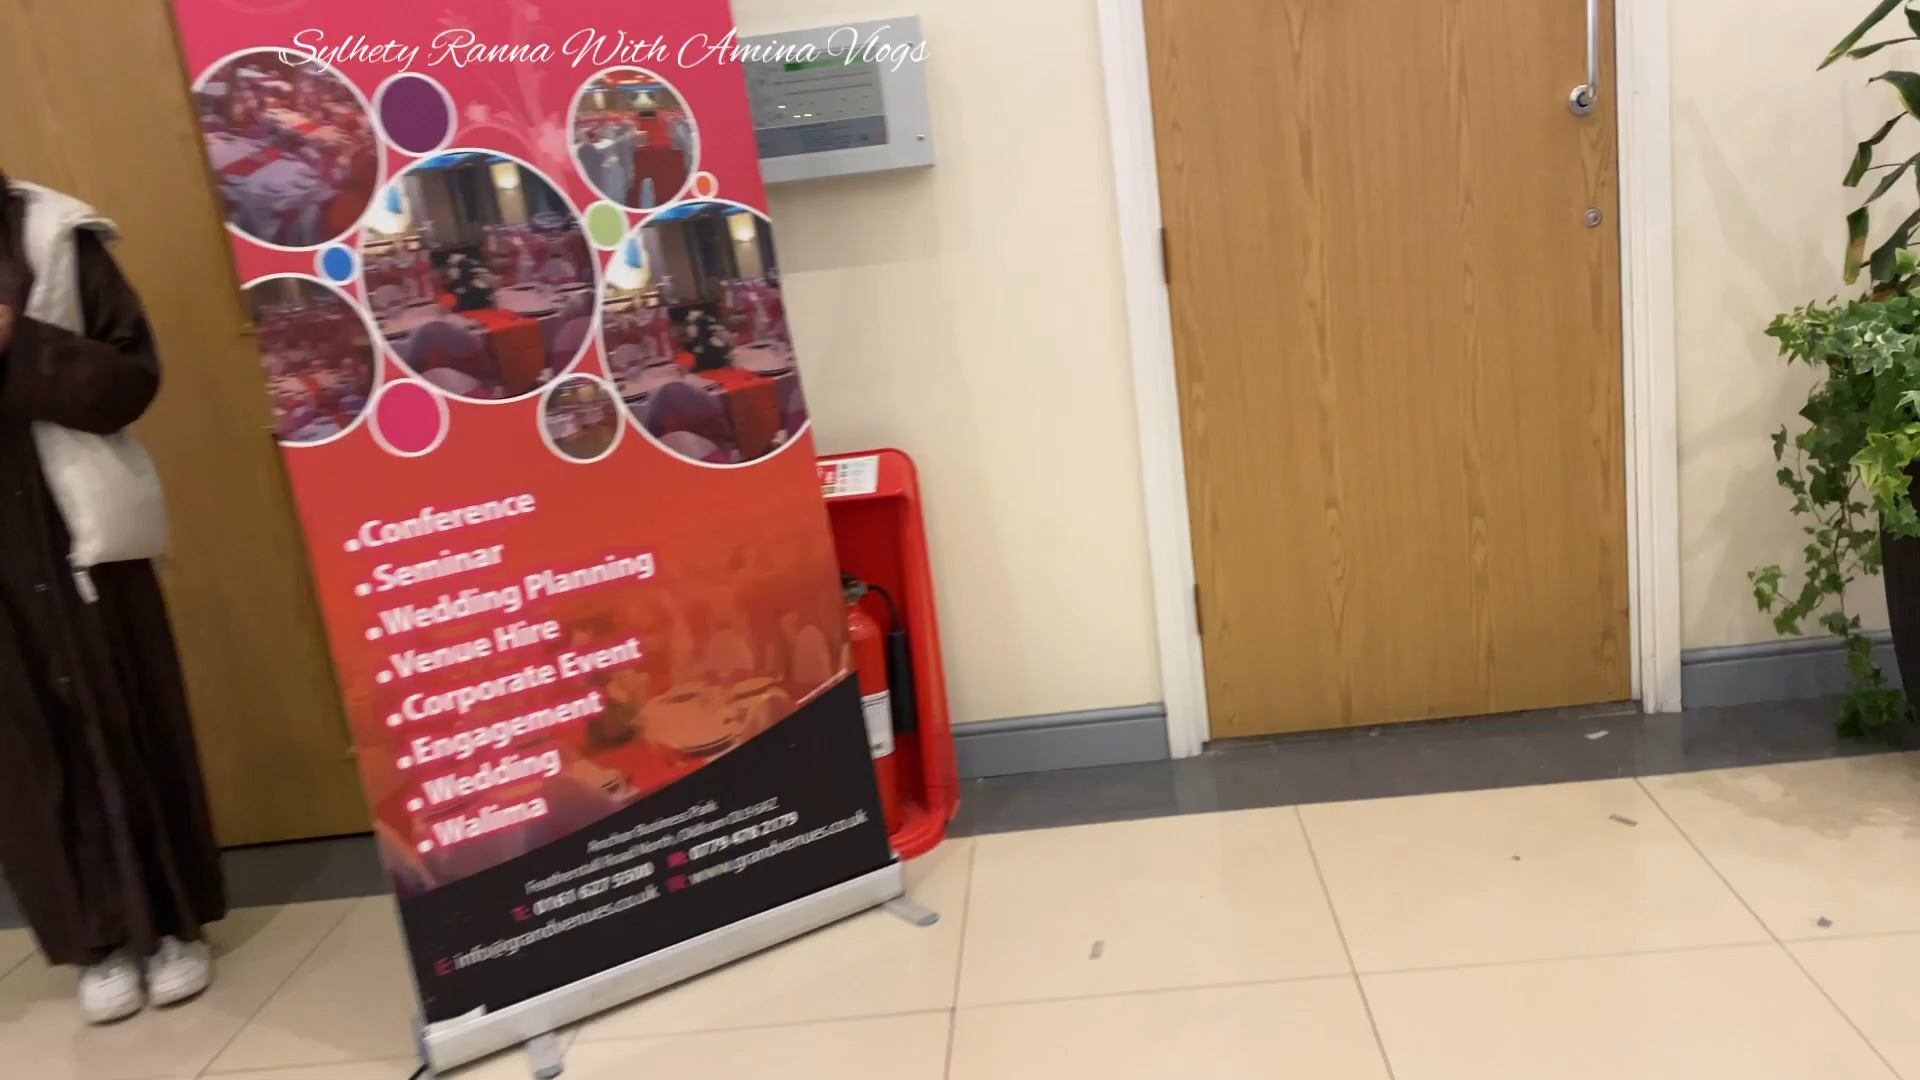 Sylhety Ranna With Amina Vlogs
•Conference
•Seminar
•Wedding Planning
•Venue Hire
•Corporate Event
•Engagement
•Wedding
•Walima
Anchor Business Park
Featherstall Road North, Oldham
T: 0161 627 M: 0779 478 2179
E: info@grandvenues.co.uk W: www.grandvenues.co.uk